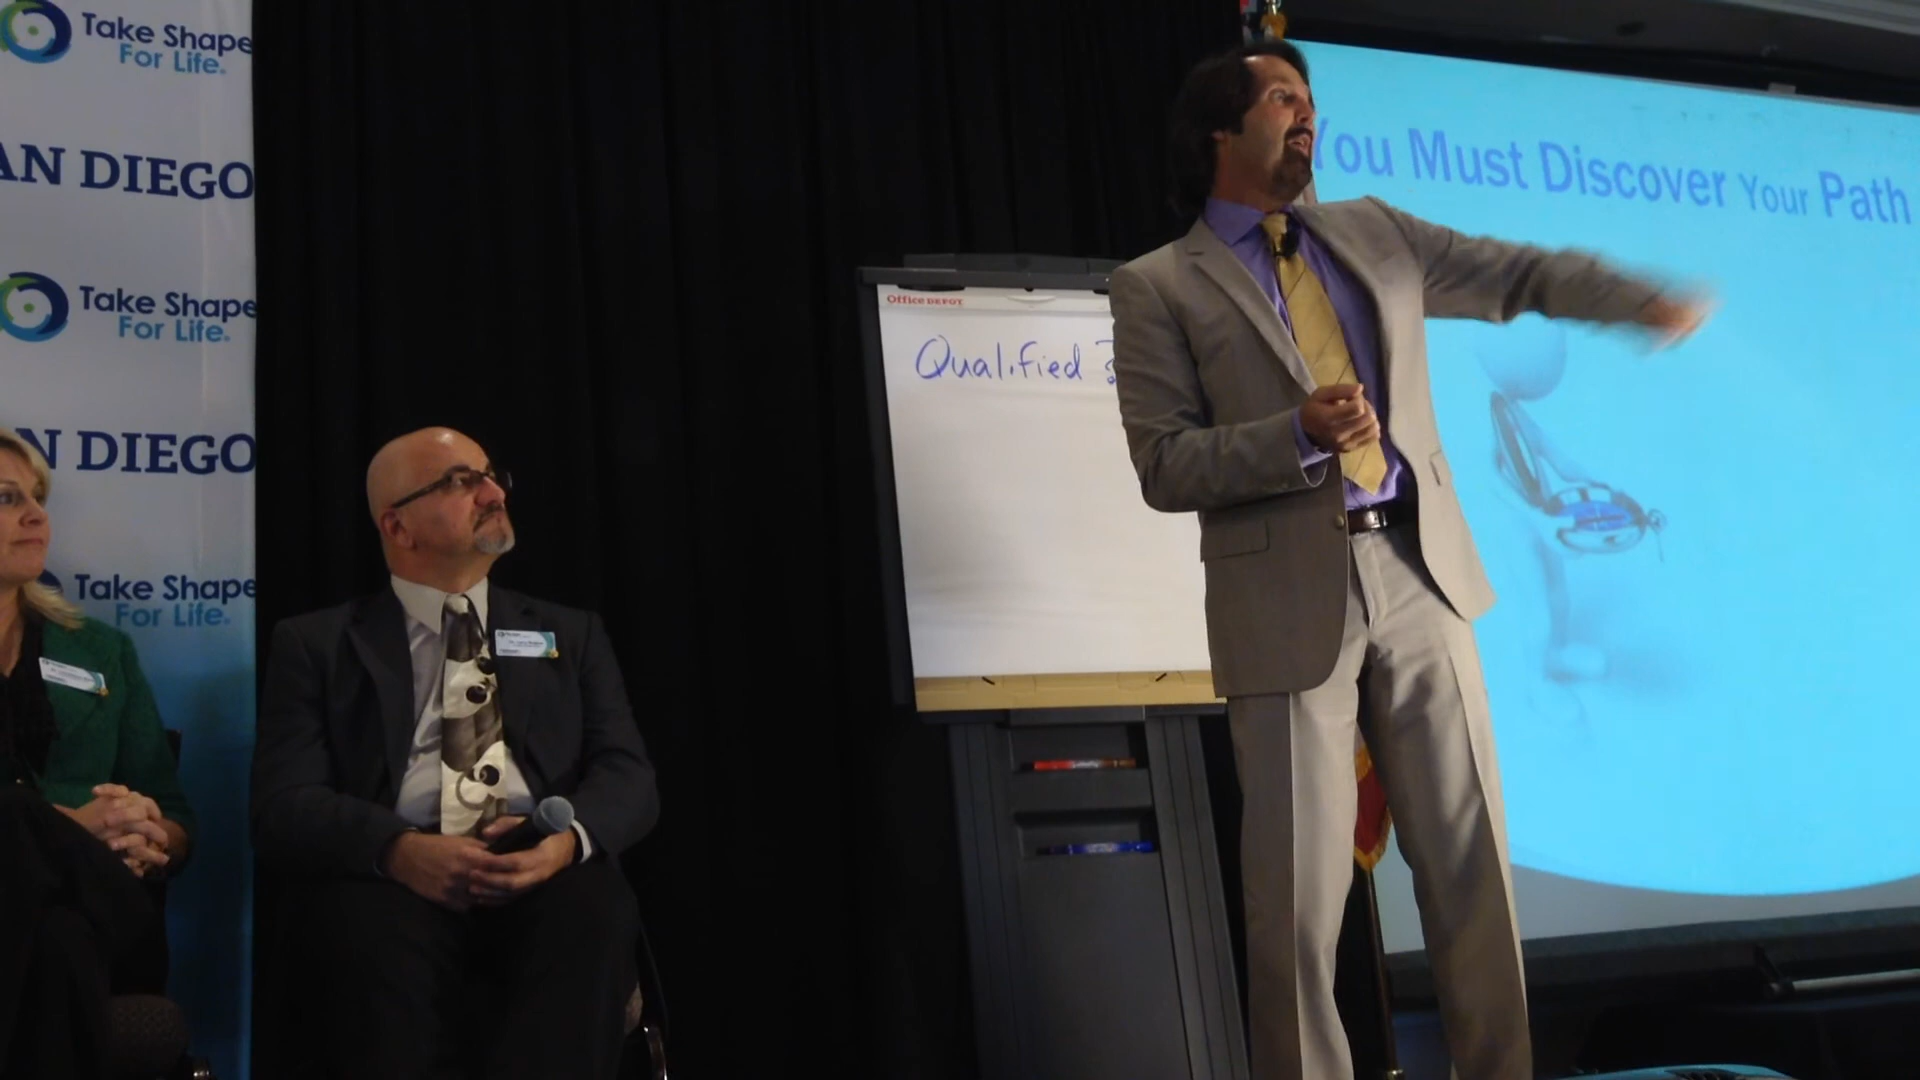 Take Shape
For Life.
AN DIEGO
Take Shape
For Life.
N DIEGO
Take Shape
For Life.
Office DEPOT
Qualified ?
You Must Discover Your Path